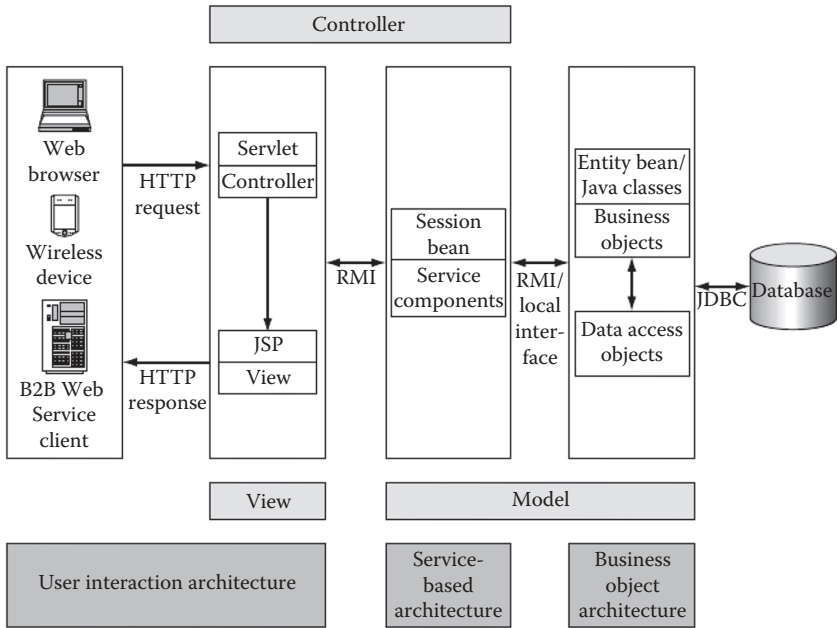 Controller
Web
browser
Wireless
device
B2B Web
Service
client
HTTP
request
HTTP
response
Servlet
Controller
JSP
View
RMI
Session
bean
Service
components
RMI/
local
inter-
face
Entity bean/
Java classes
Business
objects
Data access
objects
JDBC
Database
View
Model
User interaction architecture
Service-
based
architecture
Business
object
architecture